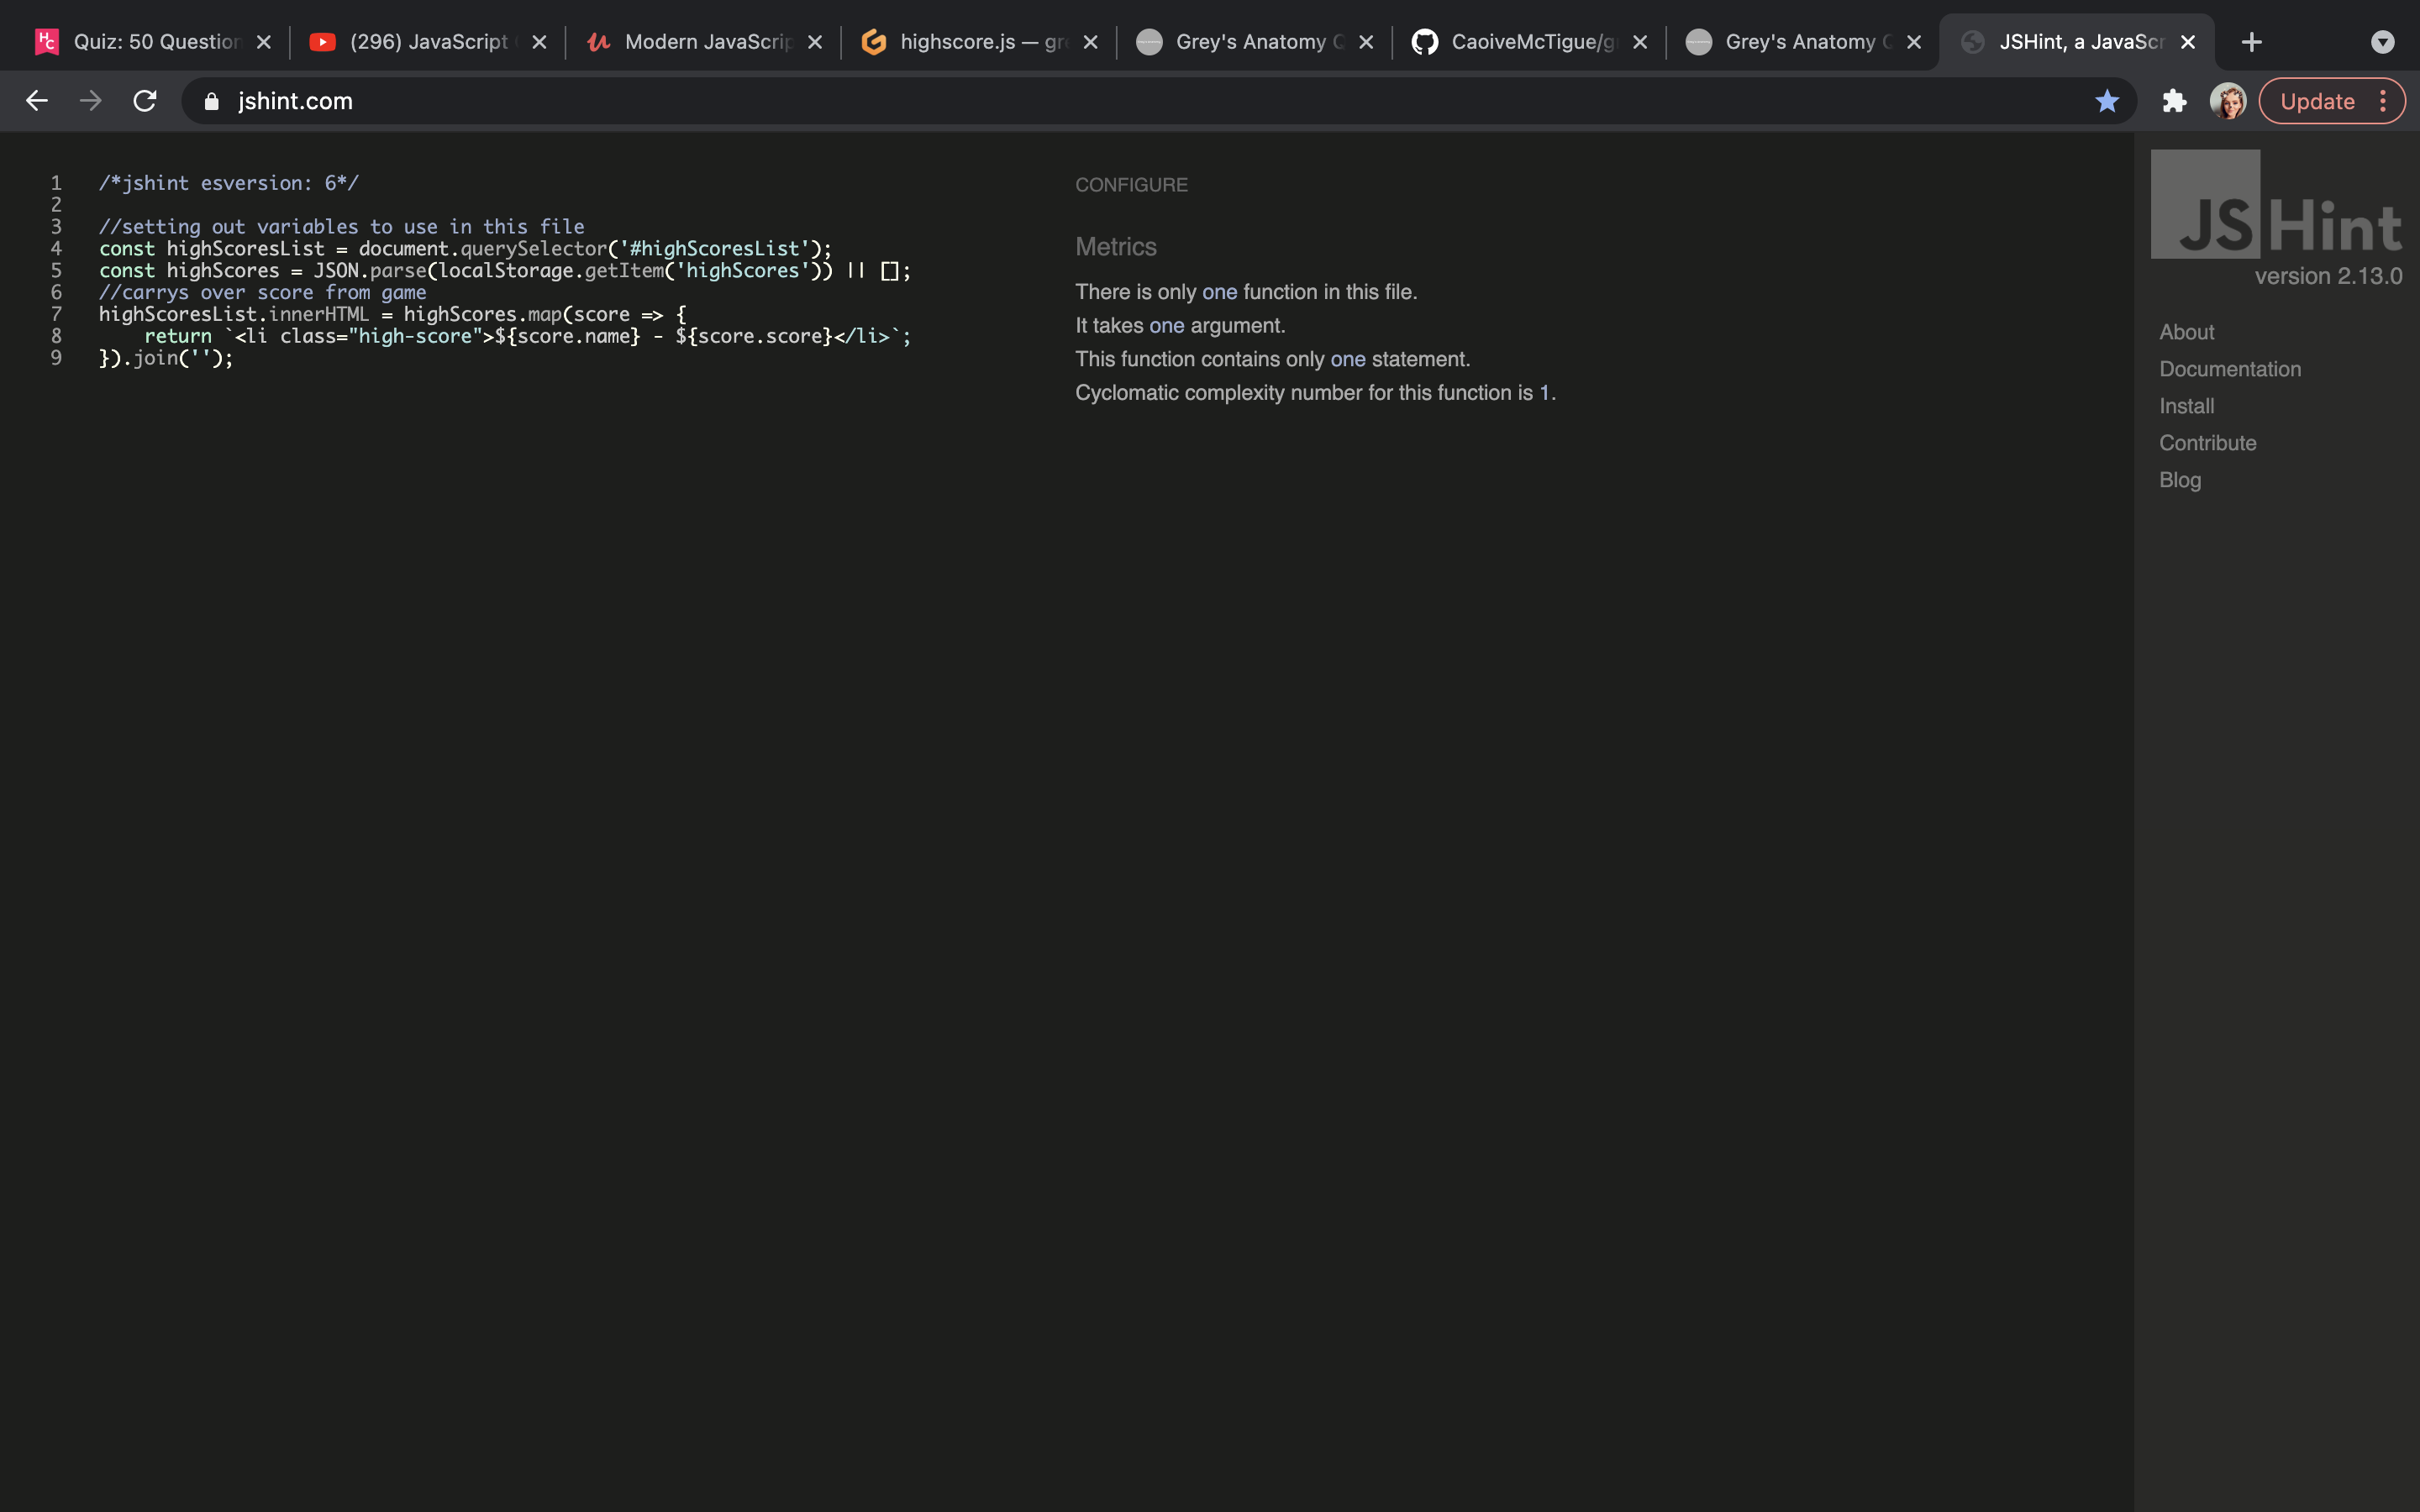 Quiz: 50 Question
(296) JavaScript
Modern JavaScrip
highscore.js — gre
Grey's Anatomy Q
CaoiveMcTigue/g
Grey's Anatomy Q
JSHint, a JavaScr
jshint.com
Update
1 /*jshint esversion: 6*/
2
3 //setting out variables to use in this file
4 const highScoresList = document.querySelector('#highScoresList');
5 const highScores = JSON.parse(localStorage.getItem('highScores')) || [];
6 //carrys over score from game
7 highScoresList.innerHTML = highScores.map(score => {
8     return `<li class="high-score">${score.name} - ${score.score}</li>`;
9 }).join('');
CONFIGURE
Metrics
There is only one function in this file.
It takes one argument.
This function contains only one statement.
Cyclomatic complexity number for this function is 1.
JSHint
version 2.13.0
About
Documentation
Install
Contribute
Blog